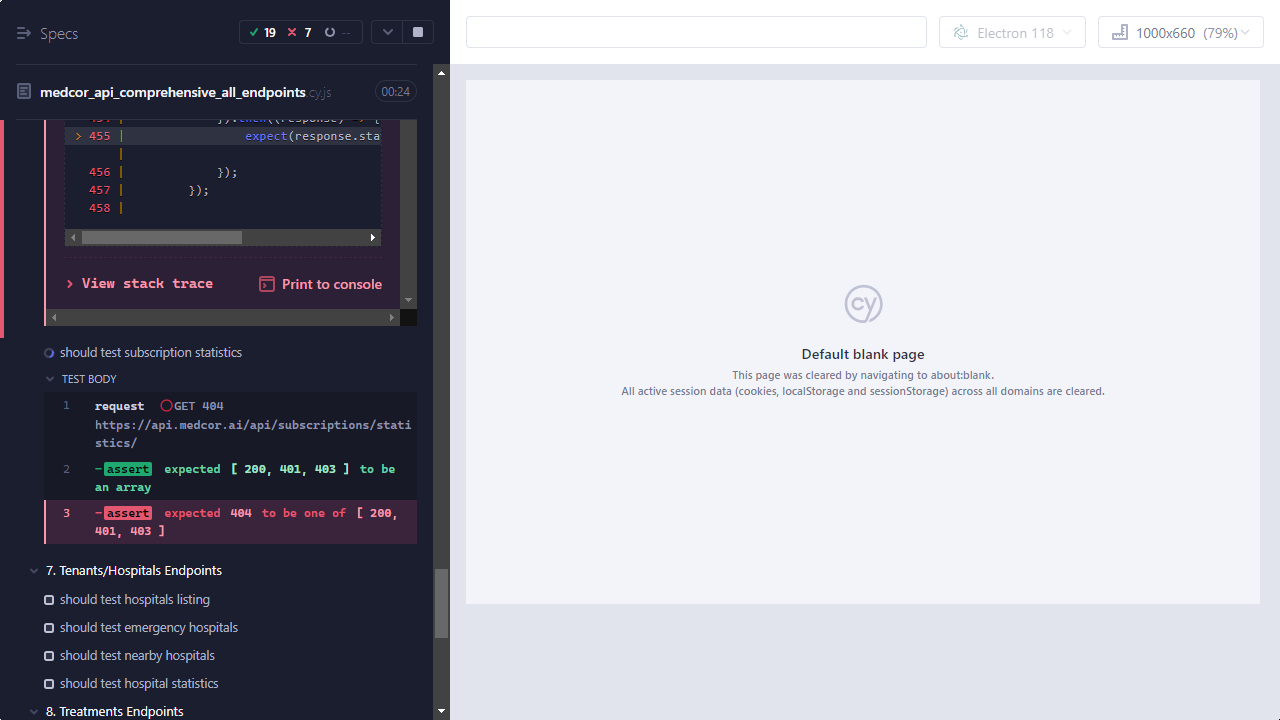 Specs
19 7 --
Electron 118
1000x660 (79%)
medcor_api_comprehensive_all_endpoints.cy.js 00:24
454 | }).then((response) => {
> 455 | expect(response.sta
|
456 | });
457 | });
458 |
View stack trace
Print to console
should test subscription statistics
TEST BODY
1 request GET 404
https://api.medcor.ai/api/subscriptions/stati
stics/
2 -assert expected [ 200, 401, 403 ] to be
an array
3 -assert expected 404 to be one of [ 200,
401, 403 ]
7. Tenants/Hospitals Endpoints
should test hospitals listing
should test emergency hospitals
should test nearby hospitals
should test hospital statistics
8. Treatments Endpoints
cy
Default blank page
This page was cleared by navigating to about:blank.
All active session data (cookies, localStorage and sessionStorage) across all domains are cleared.